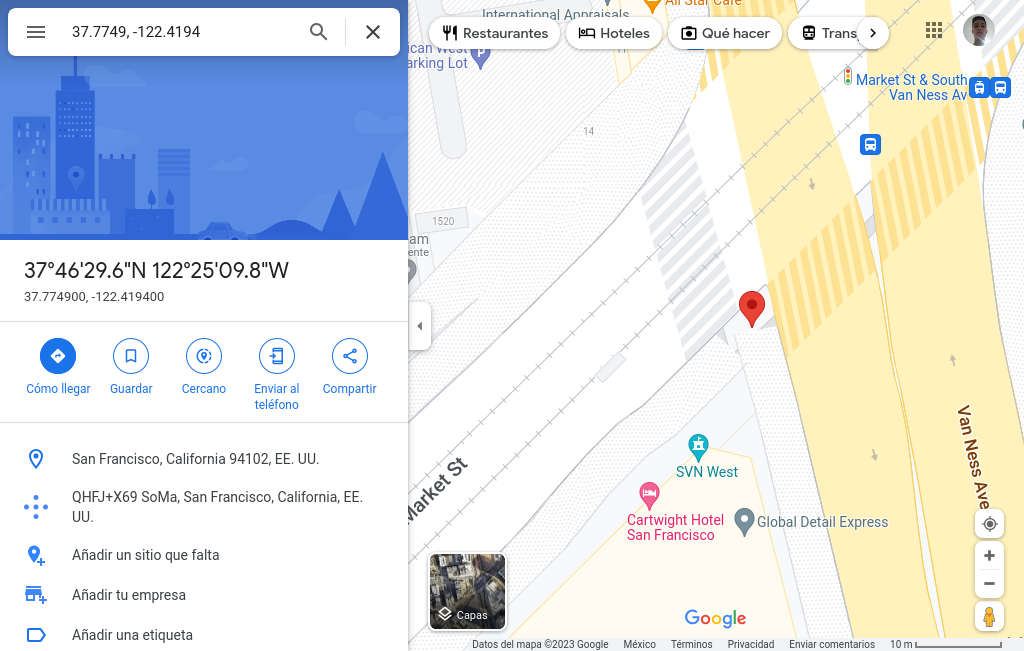 37.7749, -122.4194
Restaurantes
Hoteles
Qué hacer
Trans
International Appraisals
All Star Cafe
ican West
arking Lot
Market St & South
Van Ness Av
14
1520
am
ente
37°46'29.6"N 122°25'09.8"W
37.774900, -122.419400
Cómo llegar
Guardar
Cercano
Enviar al
teléfono
Compartir
San Francisco, California 94102, EE. UU.
QHFJ+X69 SoMa, San Francisco, California, EE.
UU.
Añadir un sitio que falta
Añadir tu empresa
Añadir una etiqueta
Market St
Van Ness Ave
SVN West
Cartwight Hotel
San Francisco
Global Detail Express
Capas
Google
Datos del mapa ©2023 Google México Términos Privacidad Enviar comentarios 10 m